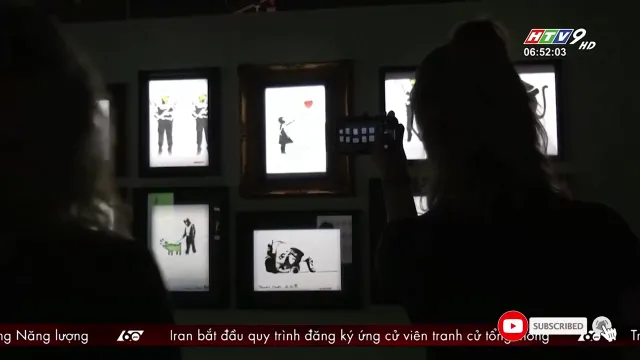 HTV9 HD
06:52:03
ng Năng lượng 60 Iran bắt đầu quy trình đăng ký ứng cử viên tranh cử tổng
SUBSCRIBED